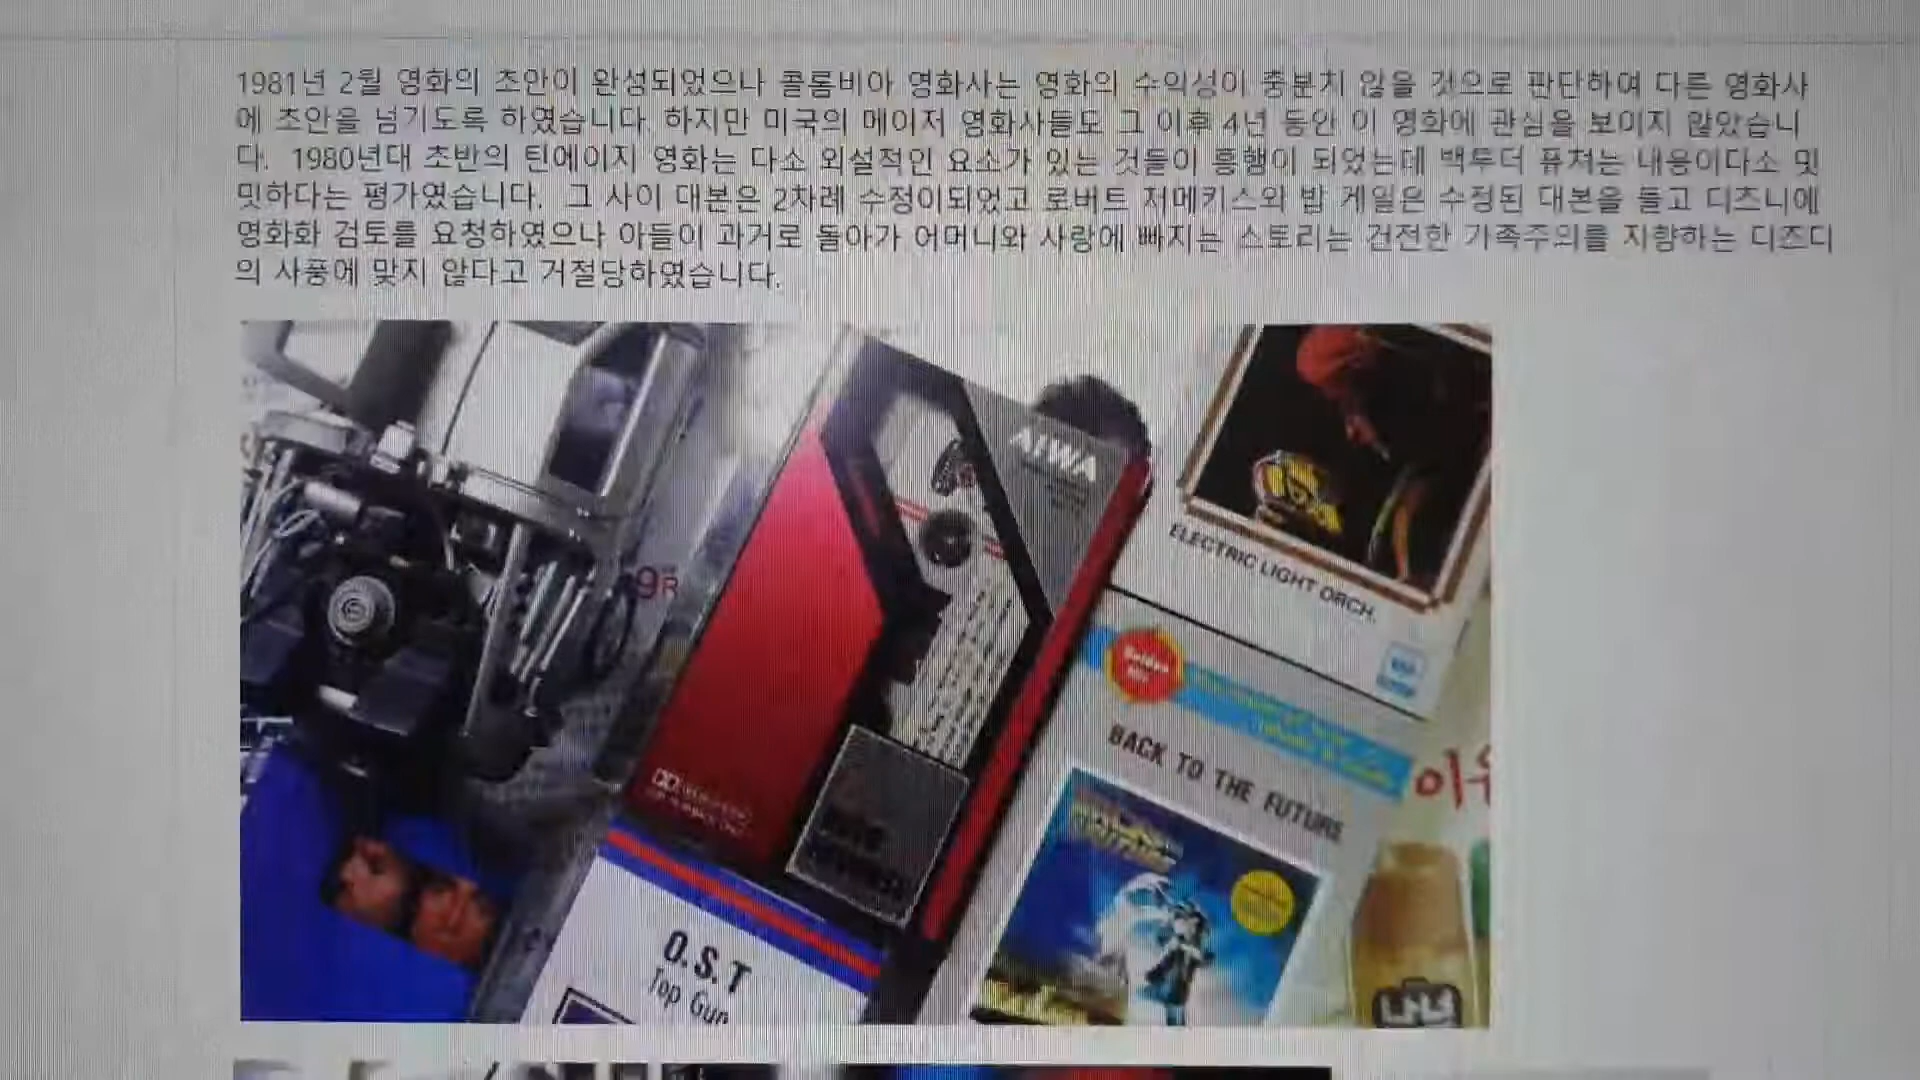 1981년 2월 영화의 초안이 완성되었으나 콜롬비아 영화사는 영화의 수익성이 충분치 않을 것으로 판단하여 다른 영화사
에 초안을 넘기도록 하였습니다. 하지만 미국의 메이저 영화사들도 그 이후 4년 동안 이 영화에 관심을 보이지 않았습니
다. 1980년대 초반의 틴에이지 영화는 다소 외설적인 요소가 있는 것들이 흥행이 되었는데 백투더 퓨쳐는 내용이다소 밋
밋하다는 평가였습니다. 그 사이 대본은 2차례 수정이되었고 로버트 저메키스와 밥 게일은 수정된 대본을 들고 디즈니에
영화화 검토를 요청하였으나 아들이 과거로 돌아가 어머니와 사랑에 빠지는 스토리는 건전한 가족주의를 지향하는 디즈디
의 사풍에 맞지 않다고 거절당하였습니다.
AIWA
ELECTRIC LIGHT ORCH.
BACK TO THE FUTURE
O.S.T
Top Gun